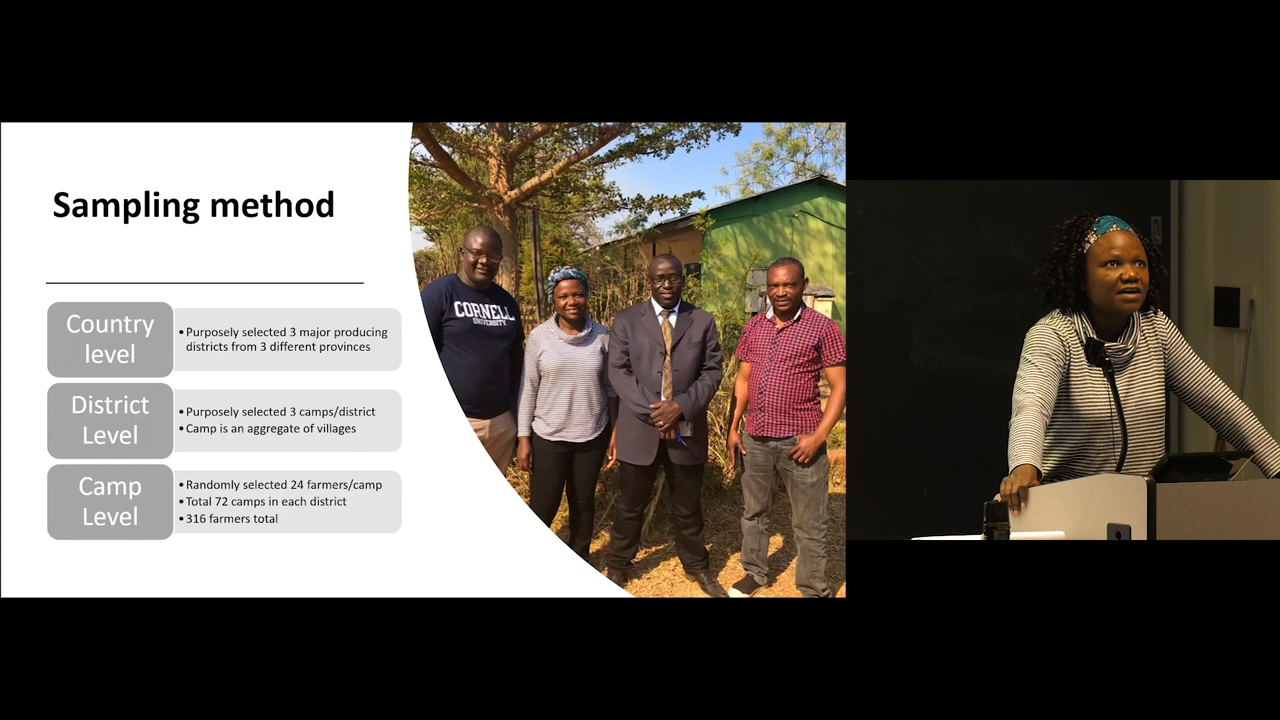 Sampling method
Country
level
• Purposely selected 3 major producing
districts from 3 different provinces
District
Level
• Purposely selected 3 camps/district
• Camp is an aggregate of villages
Camp
Level
• Randomly selected 24 farmers/camp
• Total 72 camps in each district
• 316 farmers total
CORNELL
UNIVERSITY